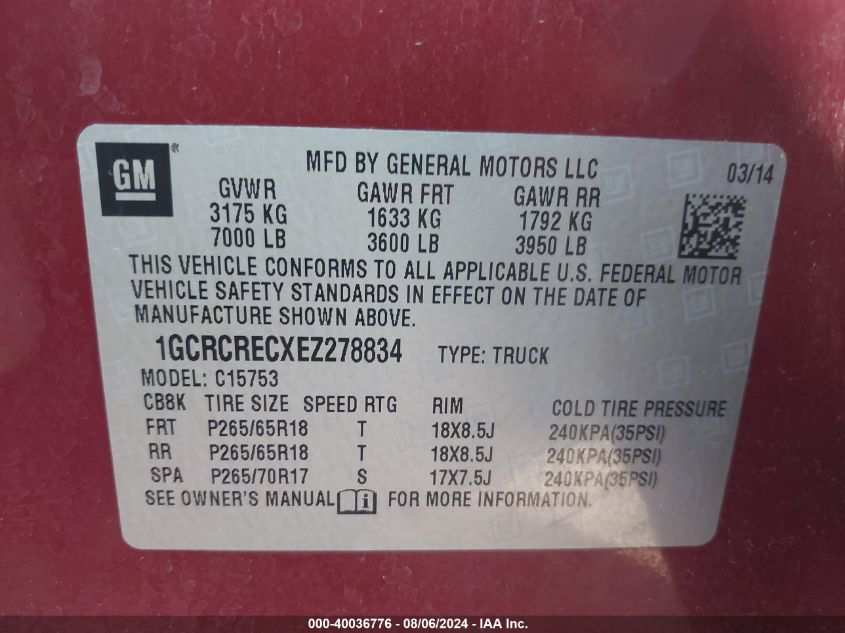 GM®
MFD BY GENERAL MOTORS LLC 03/14
GVWR GAWR FRT GAWR RR
3175 KG 1633 KG 1792 KG
7000 LB 3600 LB 3950 LB
THIS VEHICLE CONFORMS TO ALL APPLICABLE U.S. FEDERAL MOTOR
VEHICLE SAFETY STANDARDS IN EFFECT ON THE DATE OF
MANUFACTURE SHOWN ABOVE.
1GCRCRECXEZ278834 TYPE: TRUCK
MODEL: C15753
CB8K TIRE SIZE SPEED RTG RIM COLD TIRE PRESSURE
FRT P265/65R18 T 18X8.5J 240KPA(35PSI)
RR P265/65R18 T 18X8.5J 240KPA(35PSI)
SPA P265/70R17 S 17X7.5J 240KPA(35PSI)
SEE OWNER'S MANUAL i FOR MORE INFORMATION.
000-40036776 - 08/06/2024 - IAA Inc.